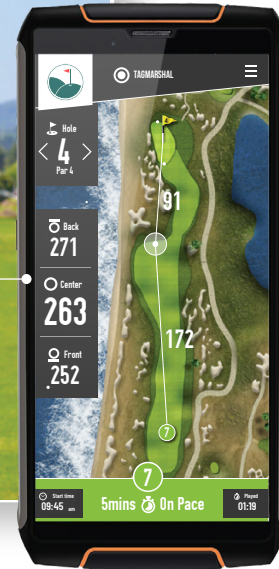 TAGMARSHAL
Hole
4
Par 4
Back
271
Center
263
Front
252
91
172
7
7
Start time
09:45 am
5mins On Pace
Played
01:19